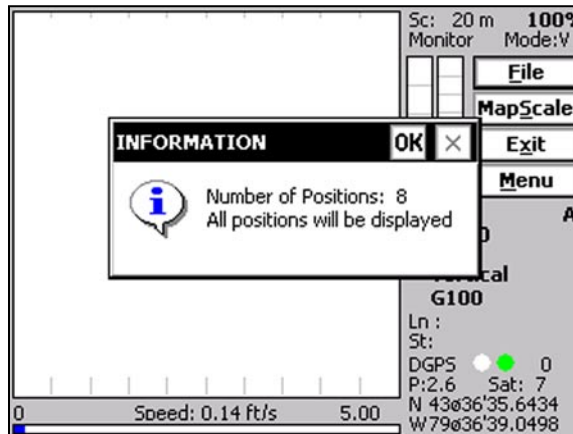 Sc: 20 m 100%
Monitor Mode:V
File
MapScale
Exit
Menu
INFORMATION OK ×
i
Number of Positions: 8
All positions will be displayed
G100
Ln :
St:
DGPS 0
P:2.6 Sat: 7
N 43ø36'35.6434
W79ø36'39.0498
0 Speed: 0.14 ft/s 5.00